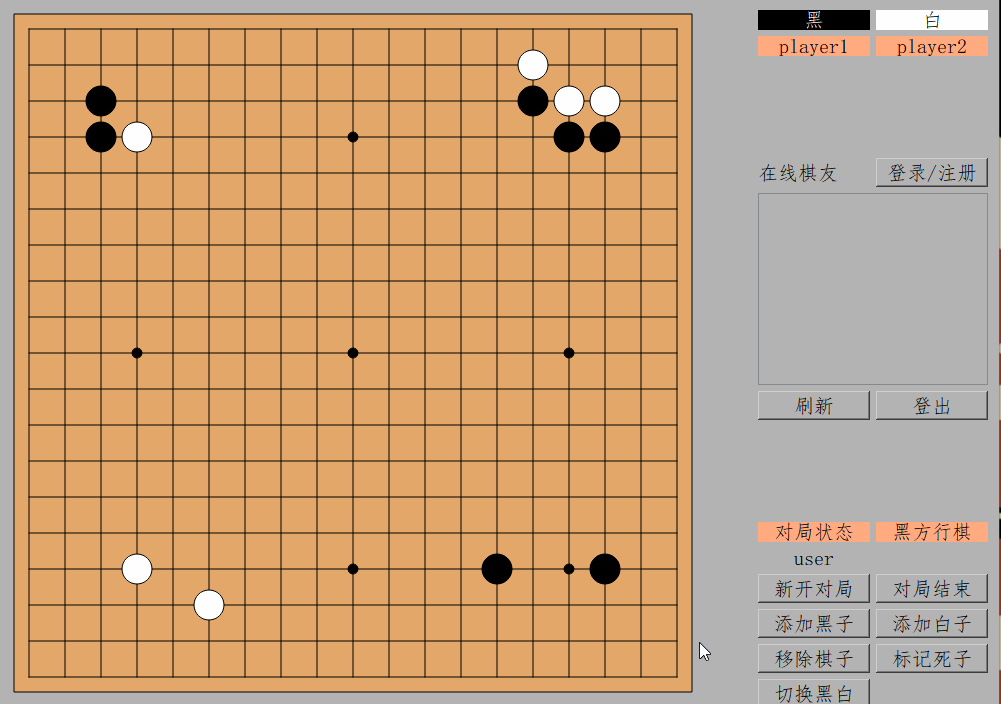 黑 白
player1 player2
在线棋友 登录/注册
刷新 登出
对局状态 黑方行棋
user
新开对局 对局结束
添加黑子 添加白子
移除棋子 标记死子
切换黑白